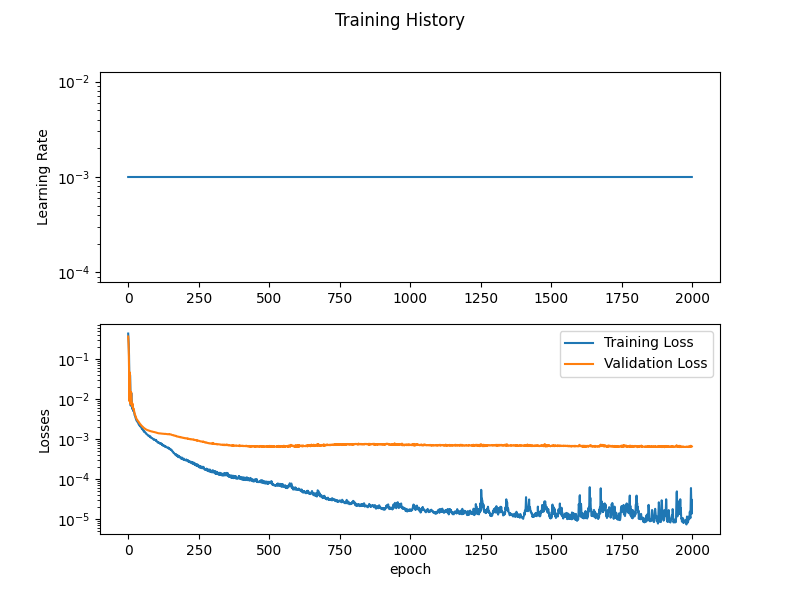 Training History
10⁻²
10⁻³
10⁻⁴
Learning Rate
0 250 500 750 1000 1250 1500 1750 2000
10⁻¹
10⁻²
10⁻³
10⁻⁴
10⁻⁵
Losses
Training Loss
Validation Loss
0 250 500 750 1000 1250 1500 1750 2000
epoch